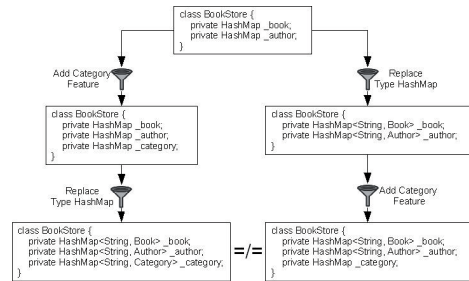 class BookStore {
private HashMap _book;
private HashMap _author;
}
Add Category
Feature
Replace
Type HashMap
class BookStore {
private HashMap _book;
private HashMap _author;
private HashMap _category;
}
class BookStore {
private HashMap<String, Book> _book;
private HashMap<String, Author> _author;
}
Replace
Type HashMap
Add Category
Feature
class BookStore {
private HashMap<String, Book> _book;
private HashMap<String, Author> _author;
private HashMap<String, Category> _category;
}
=/=
class BookStore {
private HashMap<String, Book> _book;
private HashMap<String, Author> _author;
private HashMap _category;
}